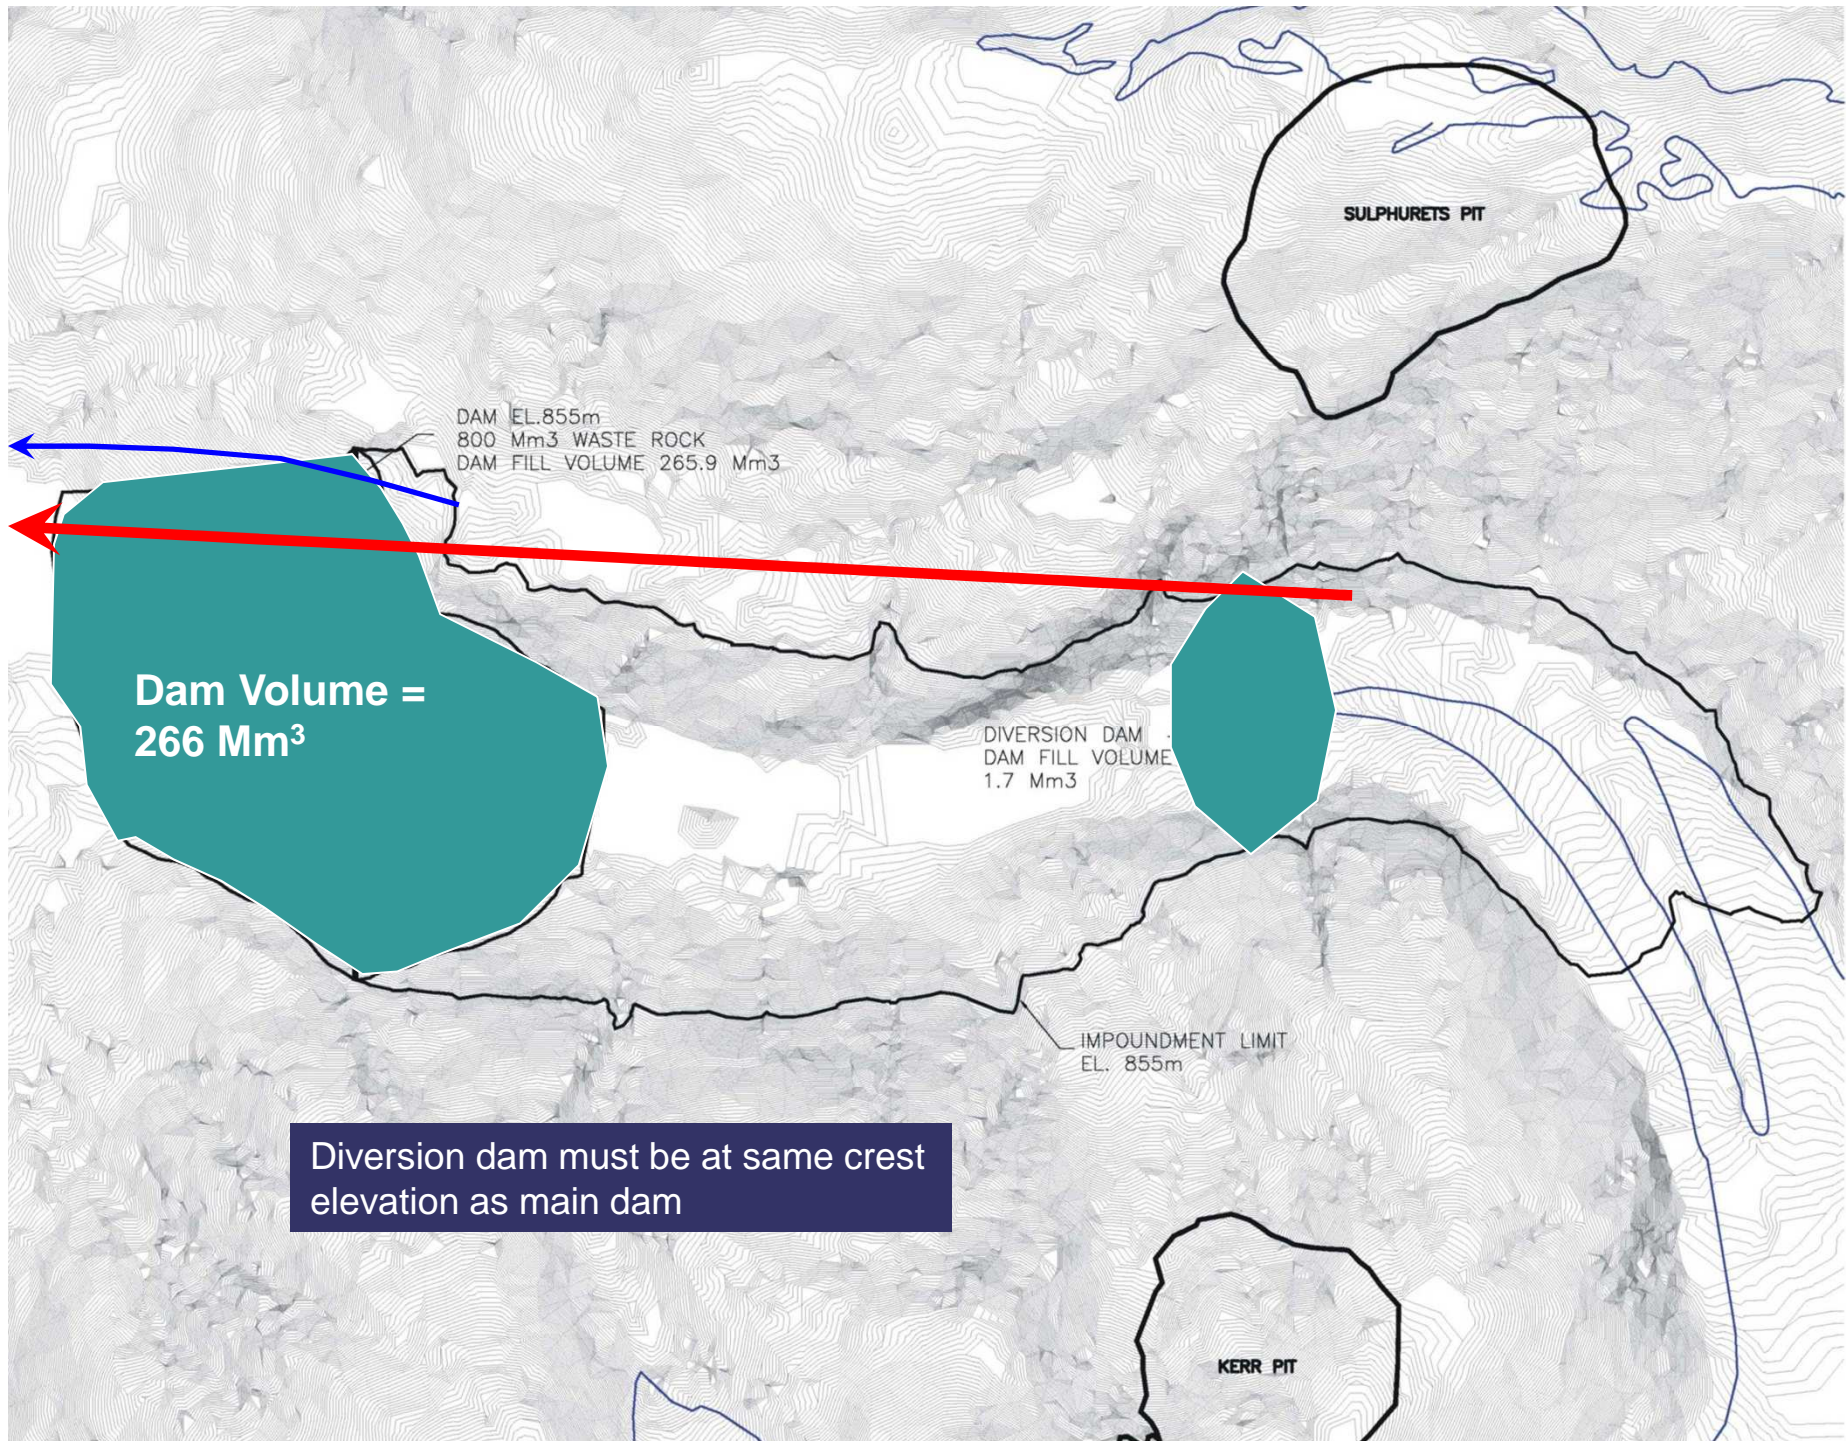 SULPHURETS PIT
DAM EL.855m
800 Mm3 WASTE ROCK
DAM FILL VOLUME 265.9 Mm3
Dam Volume =
266 Mm³
DIVERSION DAM
DAM FILL VOLUME
1.7 Mm3
IMPOUNDMENT LIMIT
EL. 855m
Diversion dam must be at same crest
elevation as main dam
KERR PIT